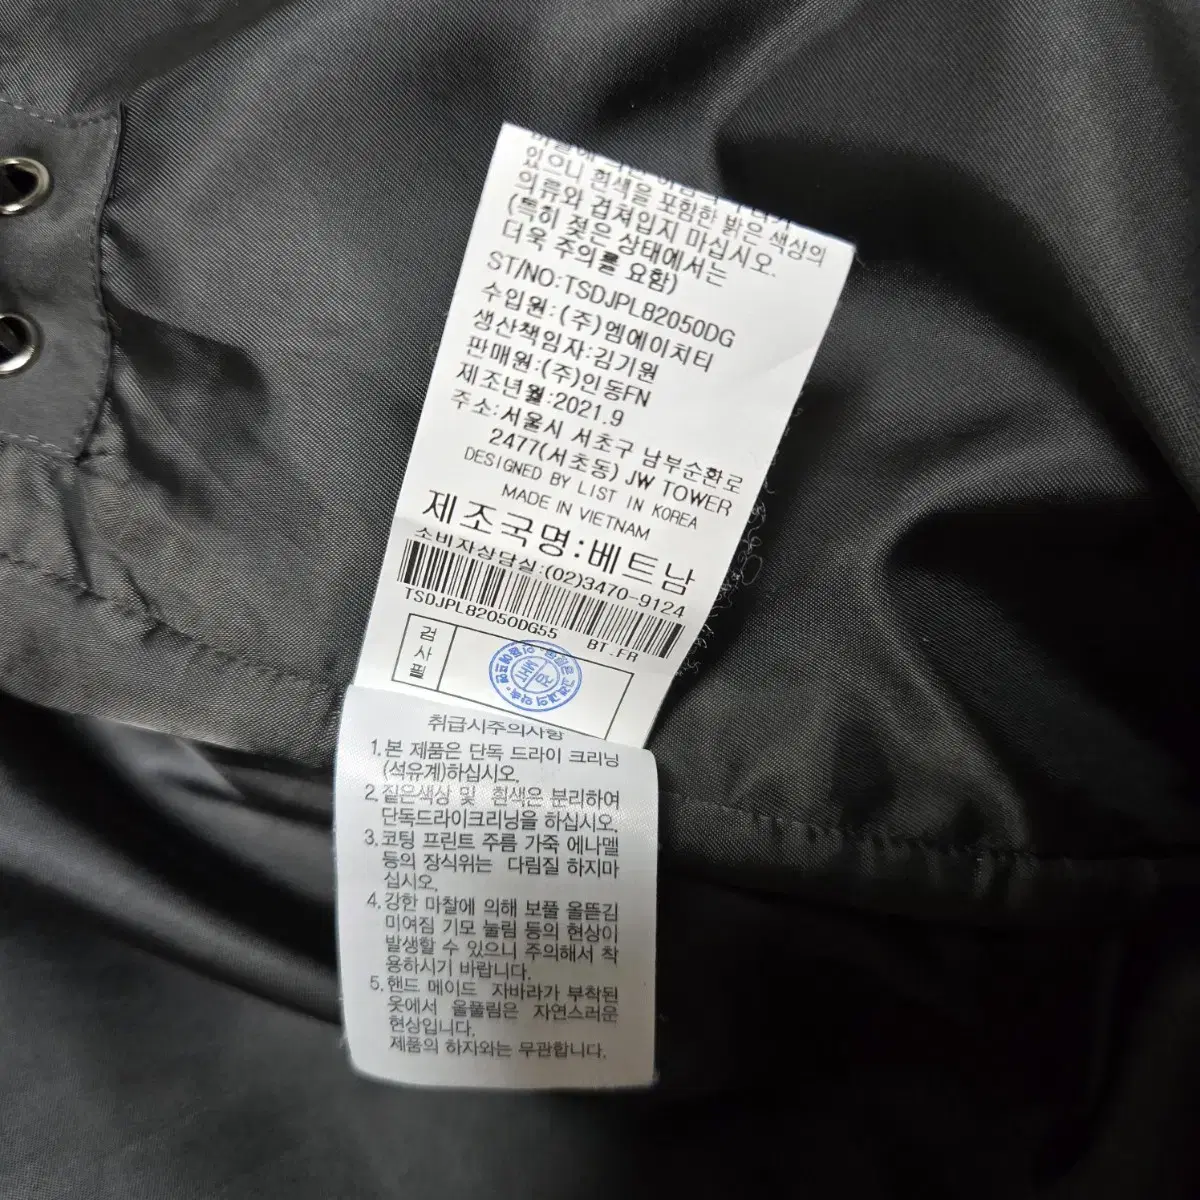 있으니 흰색을 포함한 밝은 색상의
의류와 겹쳐입지 마십시오.
(특히 젖은 상태에서는
더욱 주의를 요함)
ST/NO:TSDJPL82050DG
수입원:(주)엠에이치티
생산책임자:김기원
판매원:(주)인동FN
제조년월:2021.9
주소:서울시 서초구 남부순환로
2477(서초동) JW TOWER
DESIGNED BY LIST IN KOREA
MADE IN VIETNAM
제조국명:베트남
소비자상담실:(02)3470-9124
TSDJPL82050DG55 BT.FR
검사필
취급시주의사항
1.본 제품은 단독 드라이 크리닝
(석유계)하십시오.
2.짙은색상 및 흰색은 분리하여
단독드라이크리닝을 하십시오.
3.코팅 프린트 주름 가죽 에나멜
등의 장식위는 다림질 하지마
십시오.
4.강한 마찰에 의해 보풀 올뜯김
미여짐 기모 눌림 등의 현상이
발생할 수 있으니 주의해서 착
용하시기 바랍니다.
5.핸드 메이드 자바라가 부착된
옷에서 올풀림은 자연스러운
현상입니다.
제품의 하자와는 무관합니다.